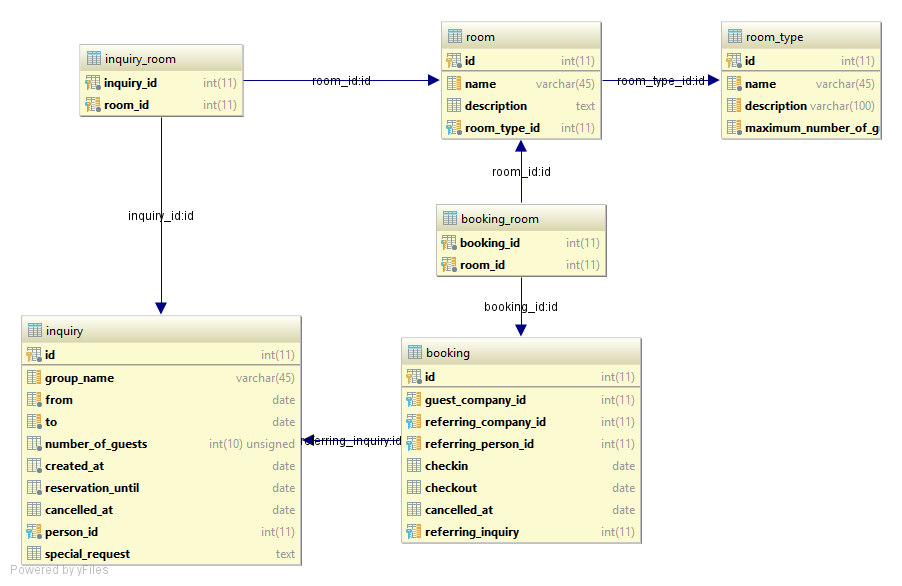 inquiry_room
inquiry_id int(11)
room_id int(11)
room_id:id
room
id int(11)
name varchar(45)
description text
room_type_id int(11)
room_type_id:id
room_type
id int(11)
name varchar(45)
description varchar(100)
maximum_number_of_g
room_id:id
inquiry_id:id
booking_room
booking_id int(11)
room_id int(11)
booking_id:id
inquiry
id int(11)
group_name varchar(45)
from date
to date
number_of_guests int(10) unsigned
created_at date
reservation_until date
cancelled_at date
person_id int(11)
special_request text
eferring_inquiry:id
booking
id int(11)
guest_company_id int(11)
referring_company_id int(11)
referring_person_id int(11)
checkin date
checkout date
cancelled_at date
referring_inquiry int(11)
Powered by yFiles